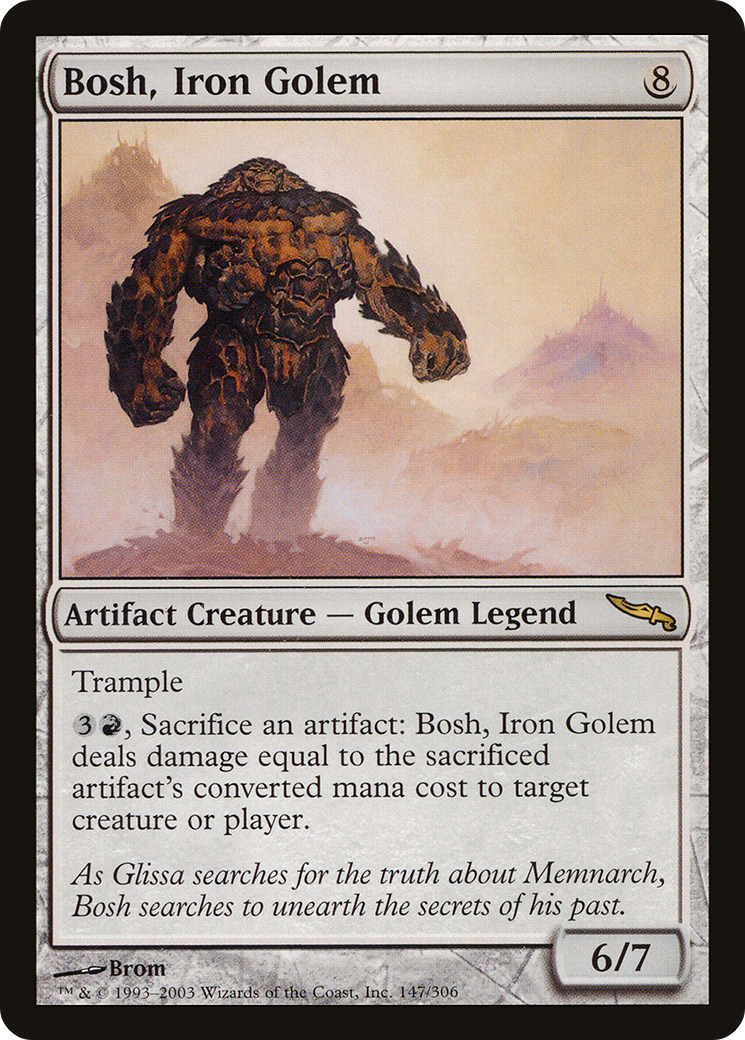 Bosh, Iron Golem
8
Artifact Creature — Golem Legend
Trample
3, Sacrifice an artifact: Bosh, Iron Golem
deals damage equal to the sacrificed
artifact's converted mana cost to target
creature or player.
As Glissa searches for the truth about Memnarch,
Bosh searches to unearth the secrets of his past.
6/7
Brom
™ & © 1993–2003 Wizards of the Coast, Inc. 147/306